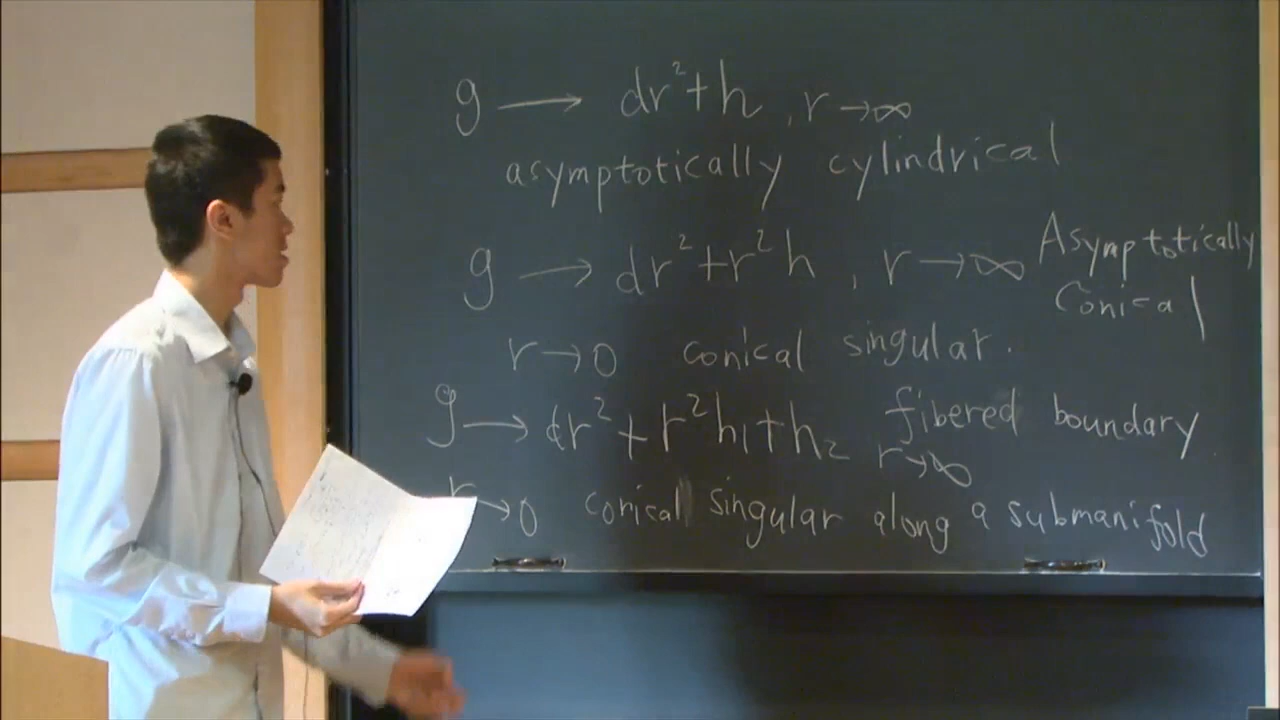 g → dr²+h , r→∞
asymptotically cylindrical
g → dr²+r²h , r→∞ Asymptotically
Conical
r→0 conical singular.
g → dr²+r²h₁+h₂ fibered boundary
r→∞
r→0 conical singular along a submanifold